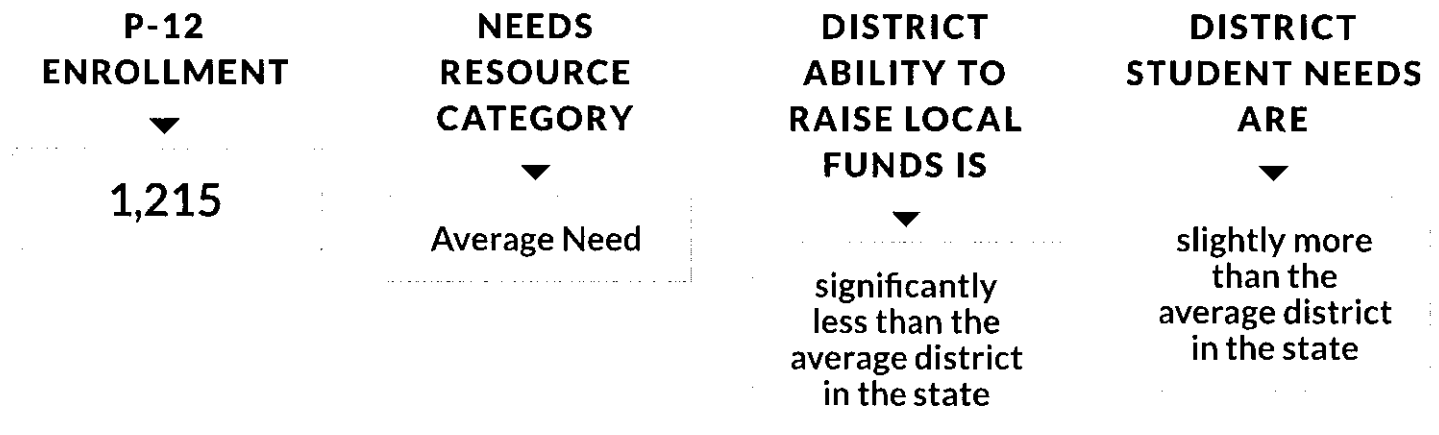 P-12
ENROLLMENT
1,215
NEEDS
RESOURCE
CATEGORY
Average Need
DISTRICT
ABILITY TO
RAISE LOCAL
FUNDS IS
significantly
less than the
average district
in the state
DISTRICT
STUDENT NEEDS
ARE
slightly more
than the
average district
in the state